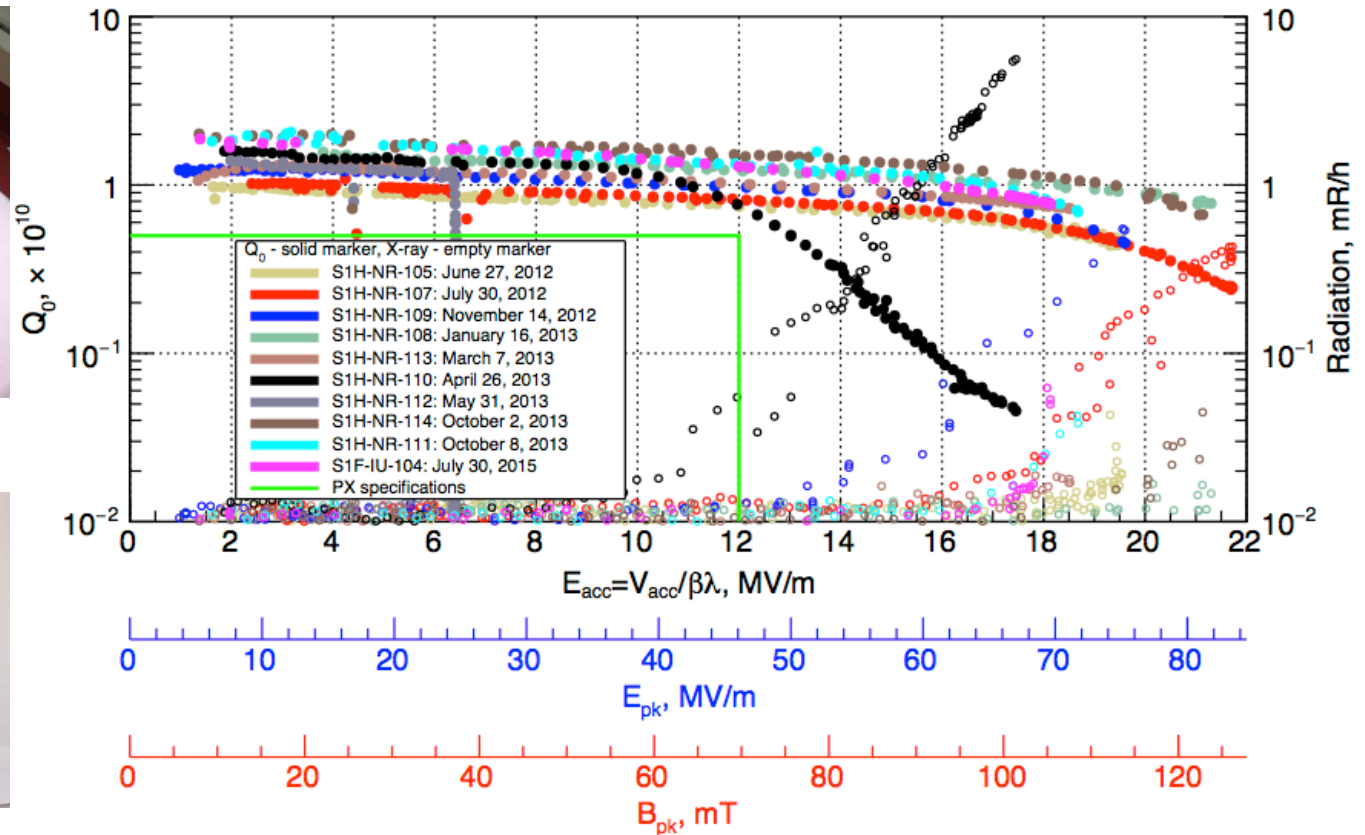 10
1
10⁻¹
10⁻²
Q₀, × 10¹⁰
10
1
10⁻¹
10⁻²
Radiation, mR/h
Q₀ - solid marker, X-ray - empty marker
S1H-NR-105: June 27, 2012
S1H-NR-107: July 30, 2012
S1H-NR-109: November 14, 2012
S1H-NR-108: January 16, 2013
S1H-NR-113: March 7, 2013
S1H-NR-110: April 26, 2013
S1H-NR-112: May 31, 2013
S1H-NR-114: October 2, 2013
S1H-NR-111: October 8, 2013
S1F-IU-104: July 30, 2015
PX specifications
0 2 4 6 8 10 12 14 16 18 20 22
E_acc=V_acc/βλ, MV/m
0 10 20 30 40 50 60 70 80
E_pk, MV/m
0 20 40 60 80 100 120
B_pk, mT